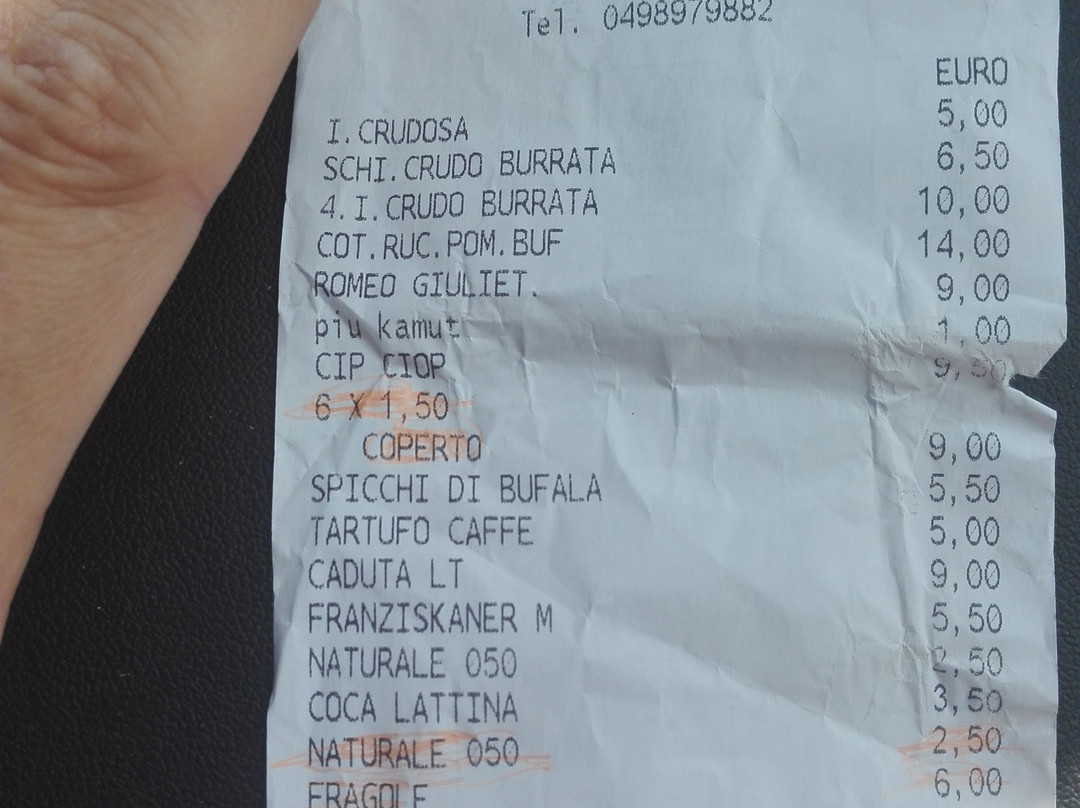 Tel. 0498979882
EURO
I.CRUDOSA 5,00
SCHI.CRUDO BURRATA 6,50
4.I.CRUDO BURRATA 10,00
COT.RUC.POM.BUF 14,00
ROMEO GIULIET. 9,00
piu kamut 1,00
CIP CIOP 9,50
6 X 1,50
COPERTO 9,00
SPICCHI DI BUFALA 5,50
TARTUFO CAFFE 5,00
CADUTA LT 9,00
FRANZISKANER M 5,50
NATURALE 050 2,50
COCA LATTINA 3,50
NATURALE 050 2,50
FRAGOLE 6,00